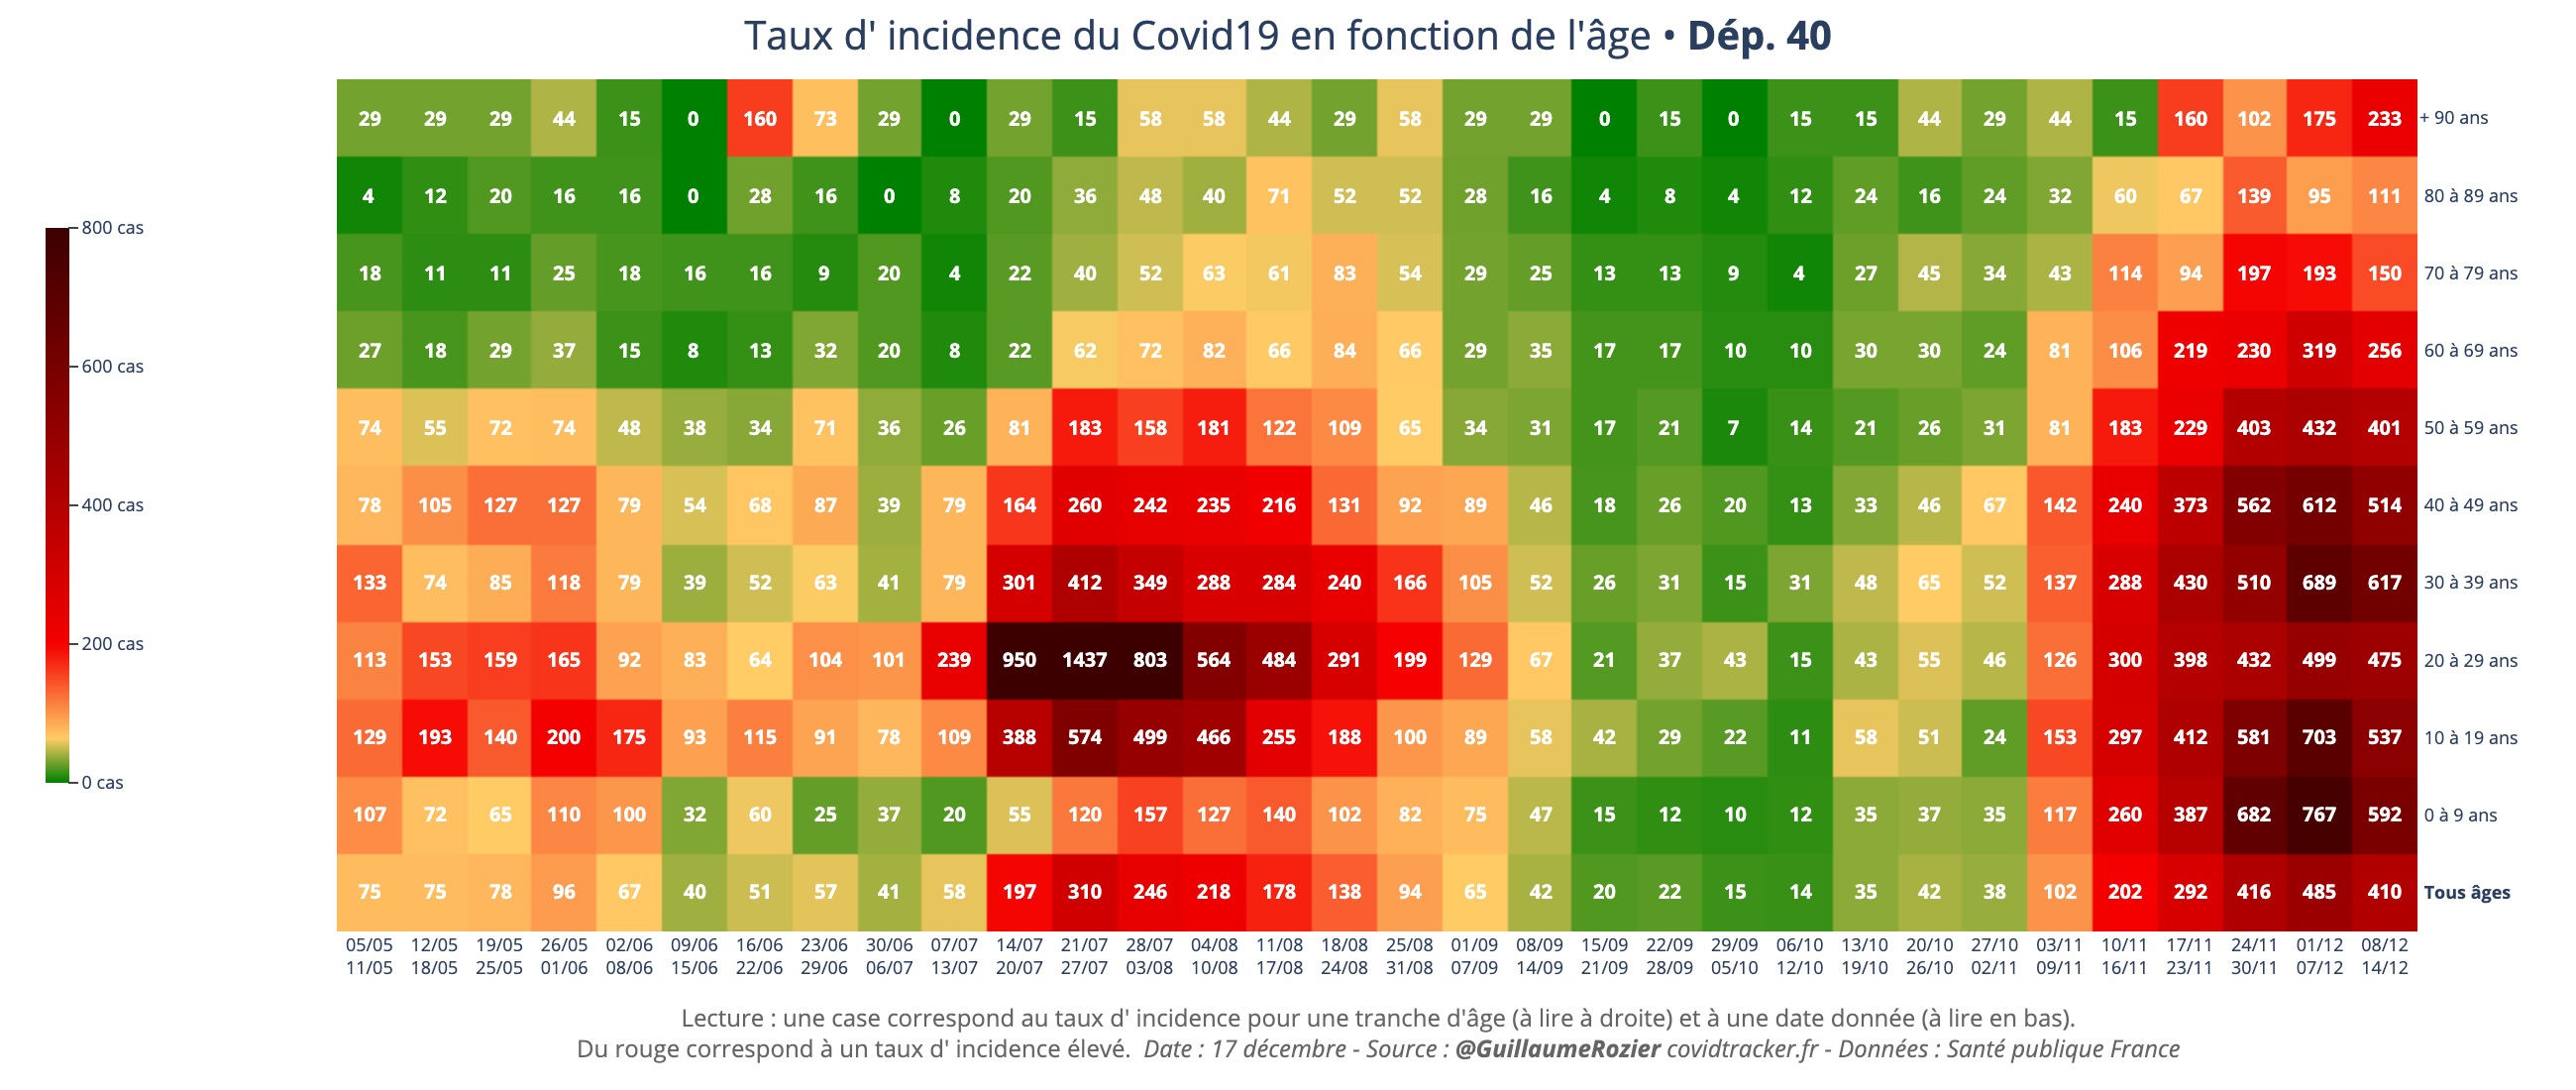 Taux d' incidence du Covid19 en fonction de l'âge • Dép. 40
800 cas
600 cas
400 cas
200 cas
0 cas
29 29 29 44 15 0 160 73 29 0 29 15 58 58 44 29 58 29 29 0 15 0 15 15 44 29 44 15 160 102 175 233 + 90 ans
4 12 20 16 16 0 28 16 0 8 20 36 48 40 71 52 52 28 16 4 8 4 12 24 16 24 32 60 67 139 95 111 80 à 89 ans
18 11 11 25 18 16 16 9 20 4 22 40 52 63 61 83 54 29 25 13 13 9 4 27 45 34 43 114 94 197 193 150 70 à 79 ans
27 18 29 37 15 8 13 32 20 8 22 62 72 82 66 84 66 29 35 17 17 10 10 30 30 24 81 106 219 230 319 256 60 à 69 ans
74 55 72 74 48 38 34 71 36 26 81 183 158 181 122 109 65 34 31 17 21 7 14 21 26 31 81 183 229 403 432 401 50 à 59 ans
78 105 127 127 79 54 68 87 39 79 164 260 242 235 216 131 92 89 46 18 26 20 13 33 46 67 142 240 373 562 612 514 40 à 49 ans
133 74 85 118 79 39 52 63 41 79 301 412 349 288 284 240 166 105 52 26 31 15 31 48 65 52 137 288 430 510 689 617 30 à 39 ans
113 153 159 165 92 83 64 104 101 239 950 1437 803 564 484 291 199 129 67 21 37 43 15 43 55 46 126 300 398 432 499 475 20 à 29 ans
129 193 140 200 175 93 115 91 78 109 388 574 499 466 255 188 100 89 58 42 29 22 11 58 51 24 153 297 412 581 703 537 10 à 19 ans
107 72 65 110 100 32 60 25 37 20 55 120 157 127 140 102 82 75 47 15 12 10 12 35 37 35 117 260 387 682 767 592 0 à 9 ans
75 75 78 96 67 40 51 57 41 58 197 310 246 218 178 138 94 65 42 20 22 15 14 35 42 38 102 202 292 416 485 410 Tous âges
05/05 12/05 19/05 26/05 02/06 09/06 16/06 23/06 30/06 07/07 14/07 21/07 28/07 04/08 11/08 18/08 25/08 01/09 08/09 15/09 22/09 29/09 06/10 13/10 20/10 27/10 03/11 10/11 17/11 24/11 01/12 08/12
11/05 18/05 25/05 01/06 08/06 15/06 22/06 29/06 06/07 13/07 20/07 27/07 03/08 10/08 17/08 24/08 31/08 07/09 14/09 21/09 28/09 05/10 12/10 19/10 26/10 02/11 09/11 16/11 23/11 30/11 07/12 14/12
Lecture : une case correspond au taux d' incidence pour une tranche d'âge (à lire à droite) et à une date donnée (à lire en bas).
Du rouge correspond à un taux d' incidence élevé. Date : 17 décembre - Source : @GuillaumeRozier covidtracker.fr - Données : Santé publique France